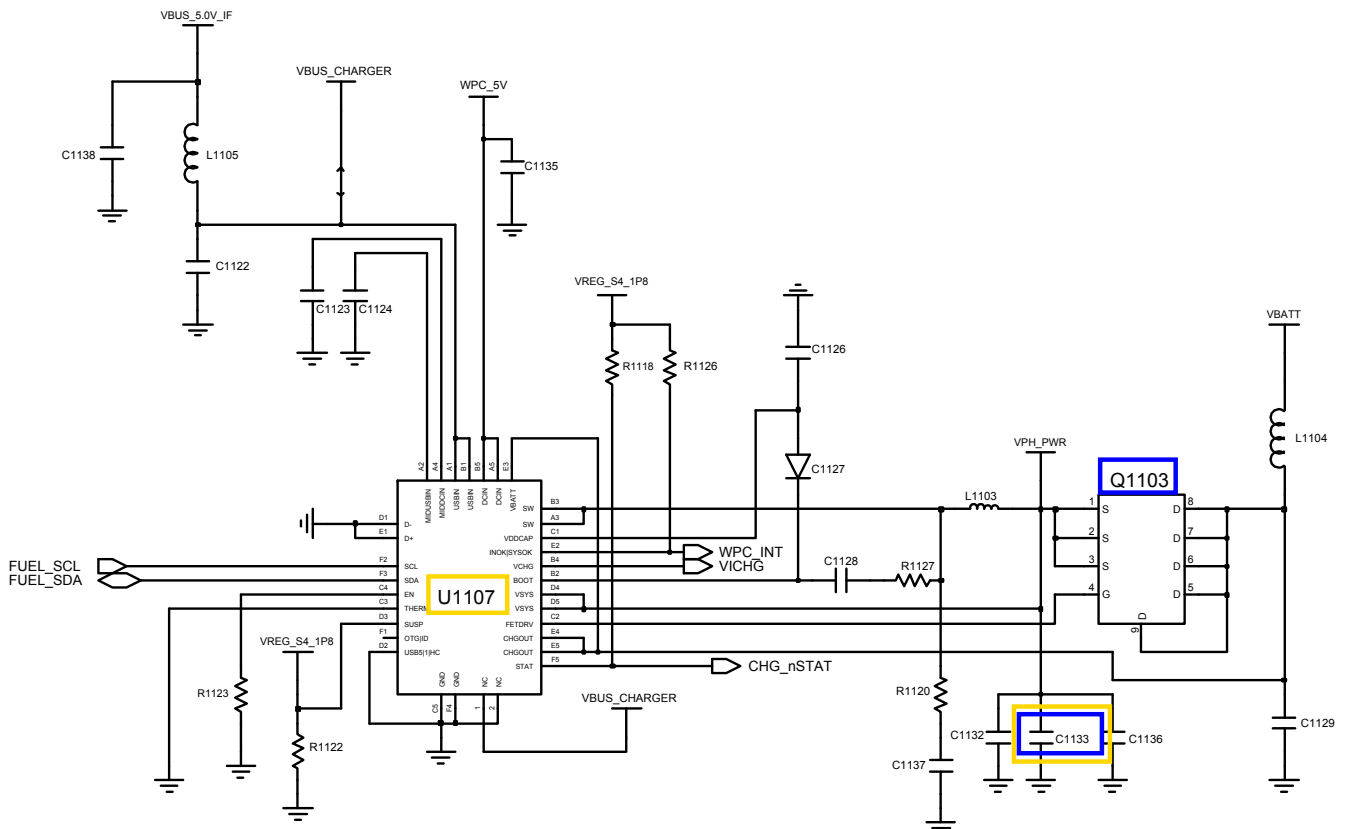 VBUS_5.0V_IF
VBUS_CHARGER
WPC_5V
C1138
L1105
C1135
C1122
C1123
C1124
VREG_S4_1P8
R1118
R1126
C1126
VBATT
L1104
C1127
VPH_PWR
Q1103
L1103
A2
A4
A1
B1
B5
A5
E3
MIDUSBIN
MIDDCIN
USBIN
USBIN
DCIN
DCIN
VBATT
D1 D-
E1 D+
FUEL_SCL F2 SCL
FUEL_SDA F3 SDA
C4 EN
C3 THERM
D3 SUSP
F1 OTG|ID
D2 USB5|1|HC
U1107
SW B3
SW A3
VDDCAP C1
INOK|SYSOK E2 WPC_INT
VCHG B4 VICHG
BOOT B2
VSYS D4
VSYS D5
FETDRV C2
CHGOUT E4
CHGOUT E5
STAT F5 CHG_nSTAT
GND
GND
NC
NC
C5
F4
1
2
C1128
R1127
1 S D 8
2 S D 7
3 S D 6
4 G D 5
D
9
VREG_S4_1P8
R1123
R1122
VBUS_CHARGER
R1120
C1137
C1132
C1133
C1136
C1129